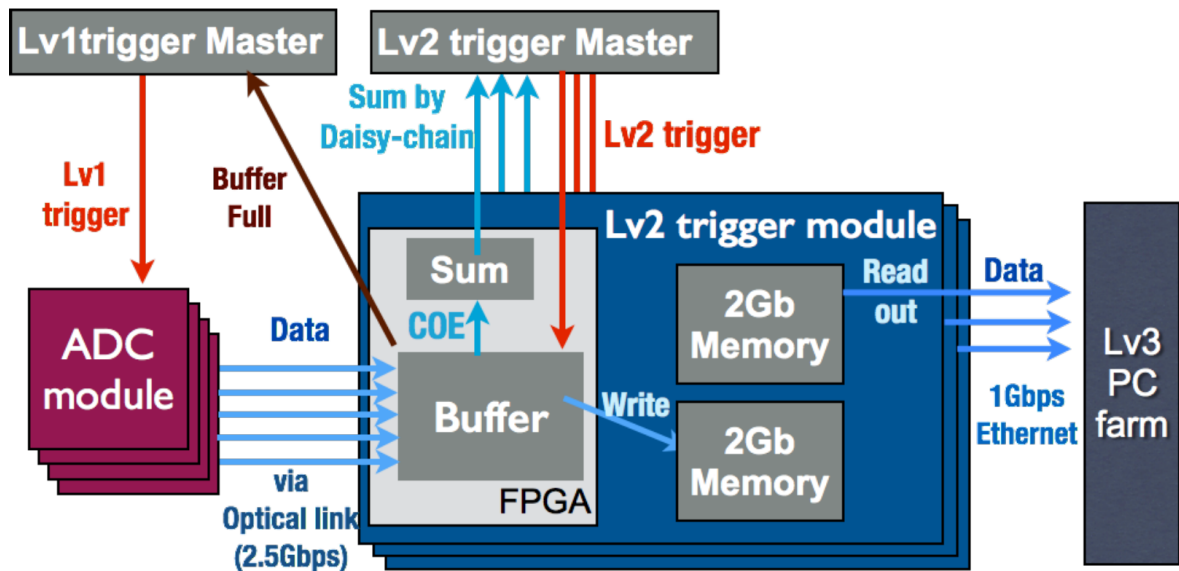 Lv1trigger Master
Lv2 trigger Master
Sum by
Daisy-chain
Lv2 trigger
Lv1
trigger
Buffer
Full
Lv2 trigger module
Sum
COE
Buffer
FPGA
2Gb
Memory
Read
out
Write
2Gb
Memory
ADC
module
Data
via
Optical link
(2.5Gbps)
Data
1Gbps
Ethernet
Lv3
PC
farm